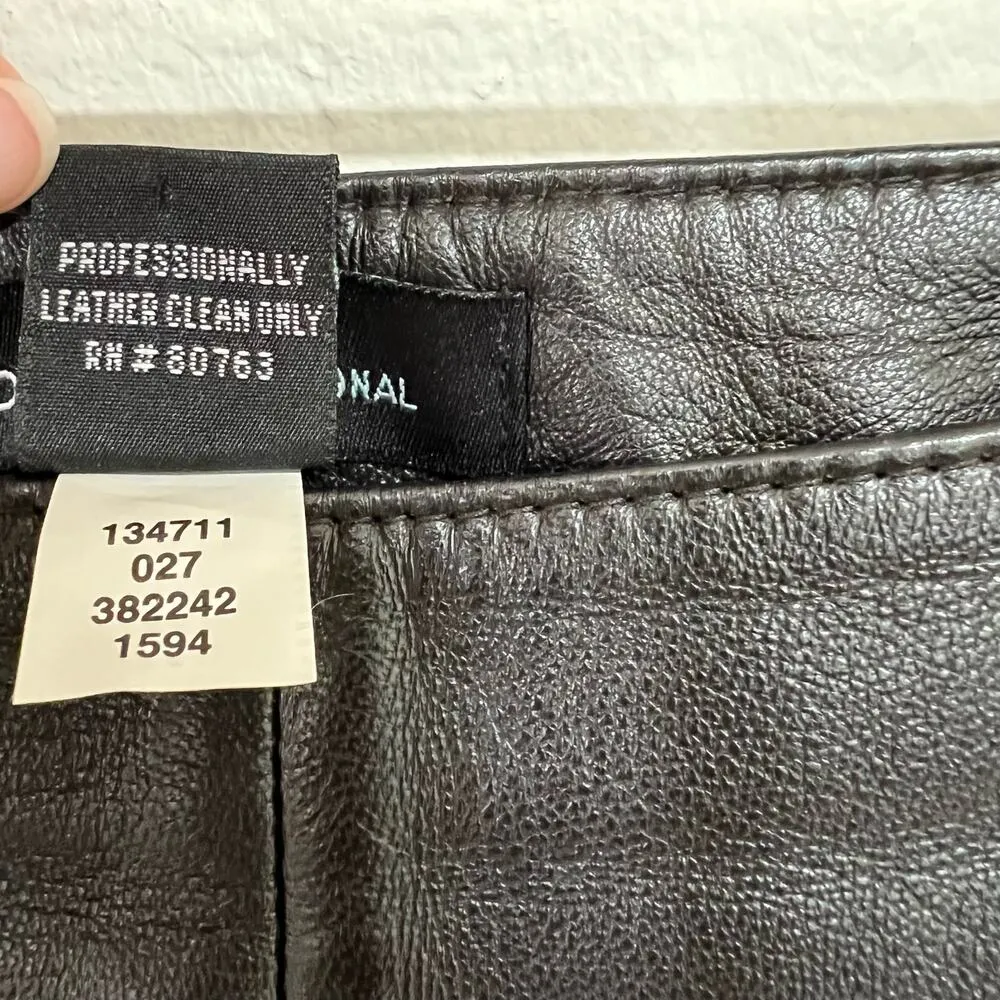 PROFESSIONALLY
LEATHER CLEAN ONLY
RN # 80763
ONAL
134711
027
382242
1594